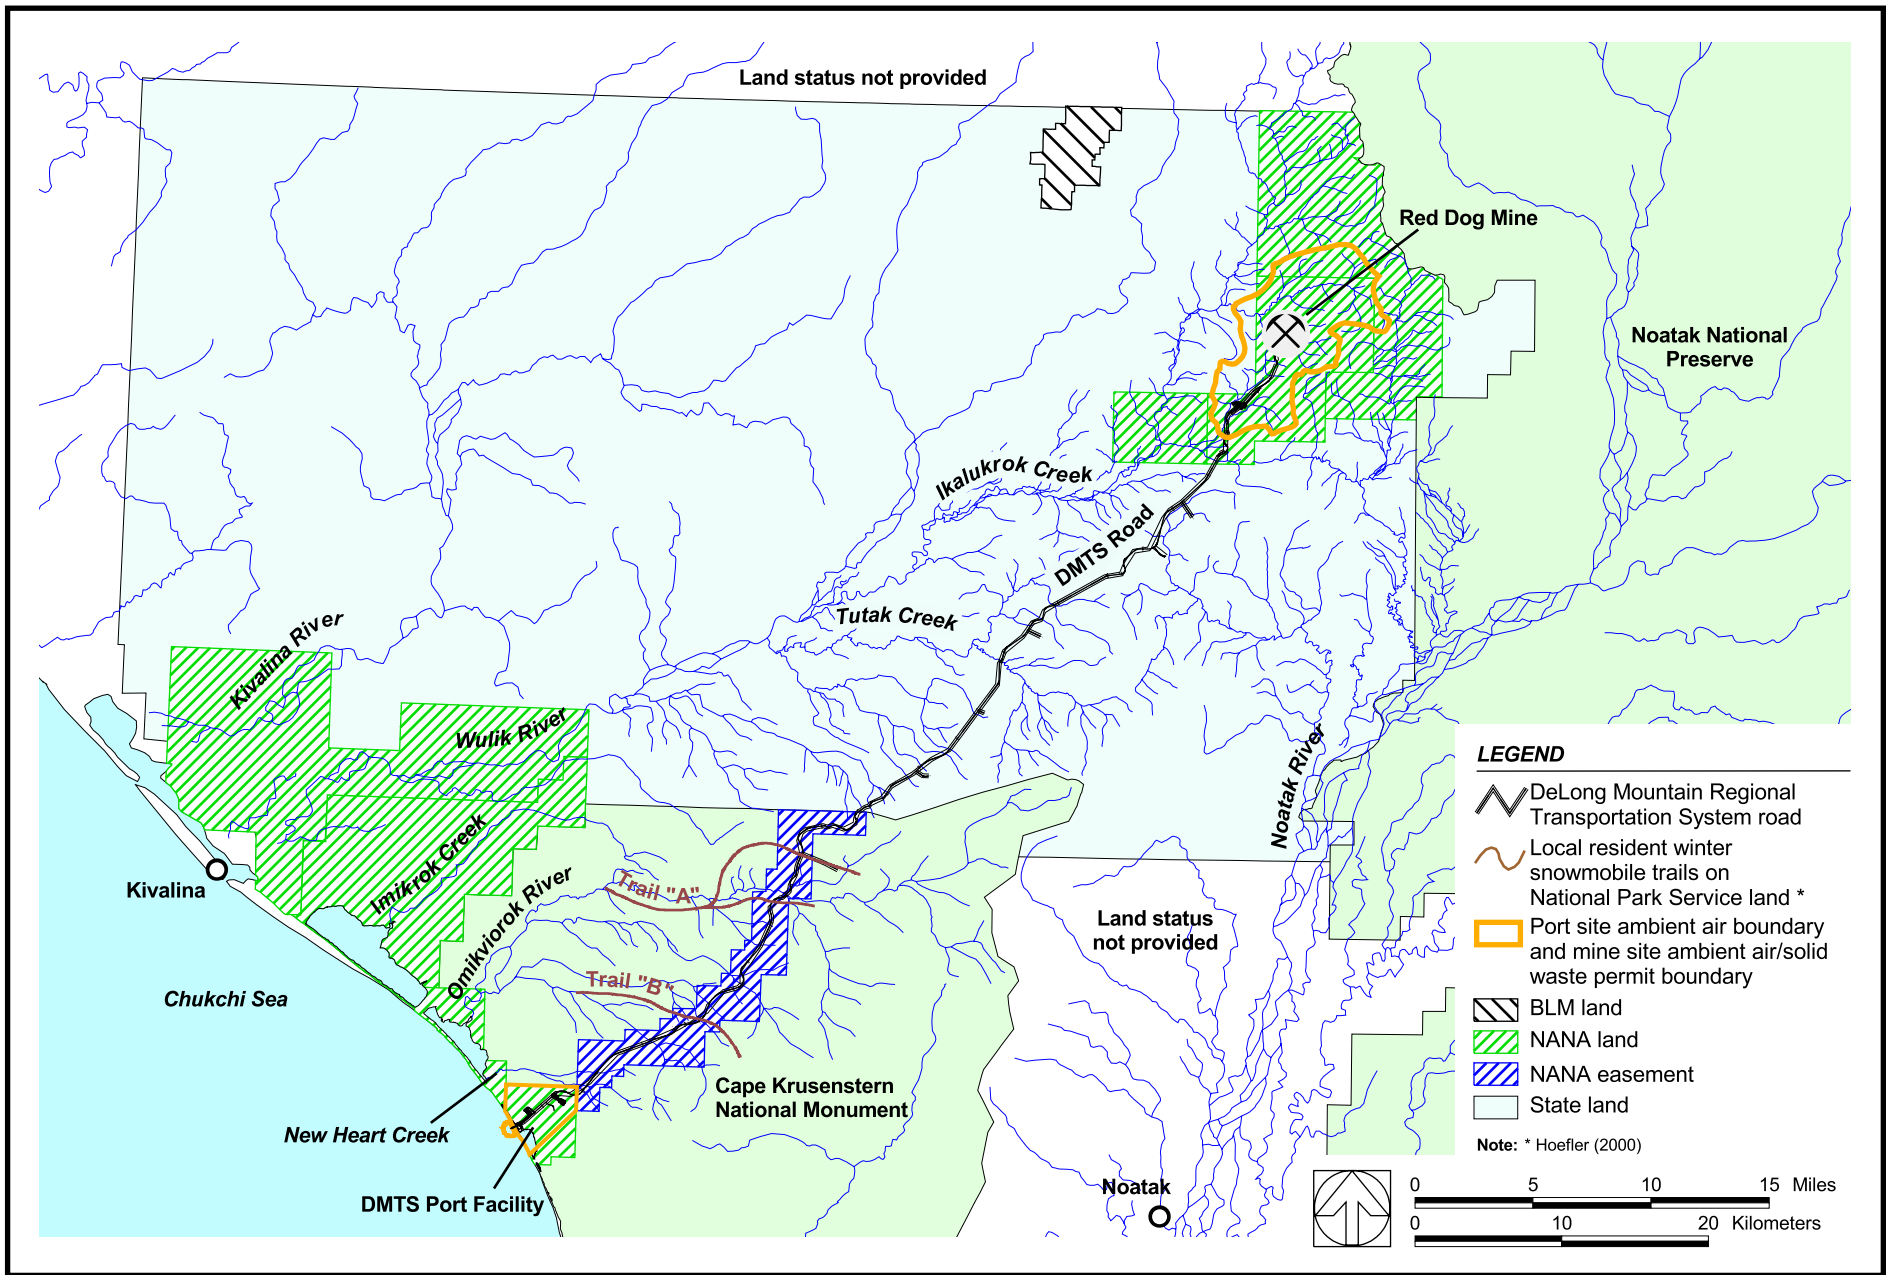 Land status not provided
Red Dog Mine
Noatak National
Preserve
Ikalukrok Creek
DMTS Road
Tutak Creek
Kivalina River
Wulik River
Noatak River
Imikrok Creek
Kivalina
Omikviorok River
Trail "A"
Land status
not provided
Trail "B"
Chukchi Sea
Cape Krusenstern
National Monument
New Heart Creek
DMTS Port Facility
Noatak
LEGEND
DeLong Mountain Regional
Transportation System road
Local resident winter
snowmobile trails on
National Park Service land *
Port site ambient air boundary
and mine site ambient air/solid
waste permit boundary
BLM land
NANA land
NANA easement
State land
Note: * Hoefler (2000)
0 5 10 15 Miles
0 10 20 Kilometers